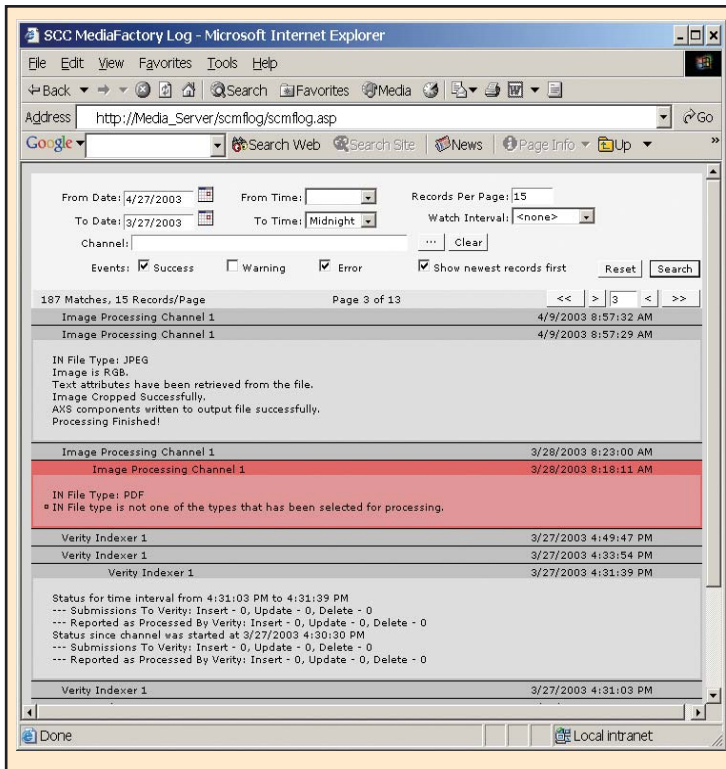 SCC MediaFactory Log - Microsoft Internet Explorer
File Edit View Favorites Tools Help
Back Search Favorites Media
Address http://Media_Server/scmflog/scmflog.asp Go
Google Search Web Search Site News Page Info Up »
From Date: 4/27/2003 From Time: Records Per Page: 15
To Date: 3/27/2003 To Time: Midnight Watch Interval: <none>
Channel: ... Clear
Events: Success Warning Error Show newest records first Reset Search
187 Matches, 15 Records/Page Page 3 of 13 << > 3 < >>
Image Processing Channel 1 4/9/2003 8:57:32 AM
Image Processing Channel 1 4/9/2003 8:57:29 AM
IN File Type: JPEG
Image is RGB.
Text attributes have been retrieved from the file.
Image Cropped Successfully.
AXS components written to output file successfully.
Processing Finished!
Image Processing Channel 1 3/28/2003 8:23:00 AM
Image Processing Channel 1 3/28/2003 8:18:11 AM
IN File Type: PDF
IN File type is not one of the types that has been selected for processing.
Verity Indexer 1 3/27/2003 4:49:47 PM
Verity Indexer 1 3/27/2003 4:33:54 PM
Verity Indexer 1 3/27/2003 4:31:39 PM
Status for time interval from 4:31:03 PM to 4:31:39 PM
--- Submissions To Verity: Insert - 0, Update - 0, Delete - 0
--- Reported as Processed By Verity: Insert - 0, Update - 0, Delete - 0
Status since channel was started at 3/27/2003 4:30:30 PM
--- Submissions To Verity: Insert - 0, Update - 0, Delete - 0
--- Reported as Processed By Verity: Insert - 0, Update - 0, Delete - 0
Verity Indexer 1 3/27/2003 4:31:03 PM
Done Local intranet